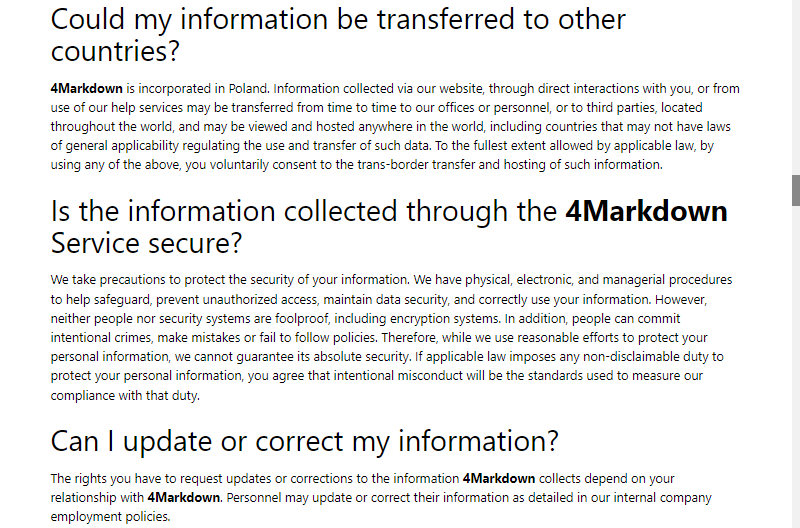 Could my information be transferred to other
countries?
4Markdown is incorporated in Poland. Information collected via our website, through direct interactions with you, or from
use of our help services may be transferred from time to time to our offices or personnel, or to third parties, located
throughout the world, and may be viewed and hosted anywhere in the world, including countries that may not have laws
of general applicability regulating the use and transfer of such data. To the fullest extent allowed by applicable law, by
using any of the above, you voluntarily consent to the trans-border transfer and hosting of such information.
Is the information collected through the 4Markdown
Service secure?
We take precautions to protect the security of your information. We have physical, electronic, and managerial procedures
to help safeguard, prevent unauthorized access, maintain data security, and correctly use your information. However,
neither people nor security systems are foolproof, including encryption systems. In addition, people can commit
intentional crimes, make mistakes or fail to follow policies. Therefore, while we use reasonable efforts to protect your
personal information, we cannot guarantee its absolute security. If applicable law imposes any non-disclaimable duty to
protect your personal information, you agree that intentional misconduct will be the standards used to measure our
compliance with that duty.
Can I update or correct my information?
The rights you have to request updates or corrections to the information 4Markdown collects depend on your
relationship with 4Markdown. Personnel may update or correct their information as detailed in our internal company
employment policies.